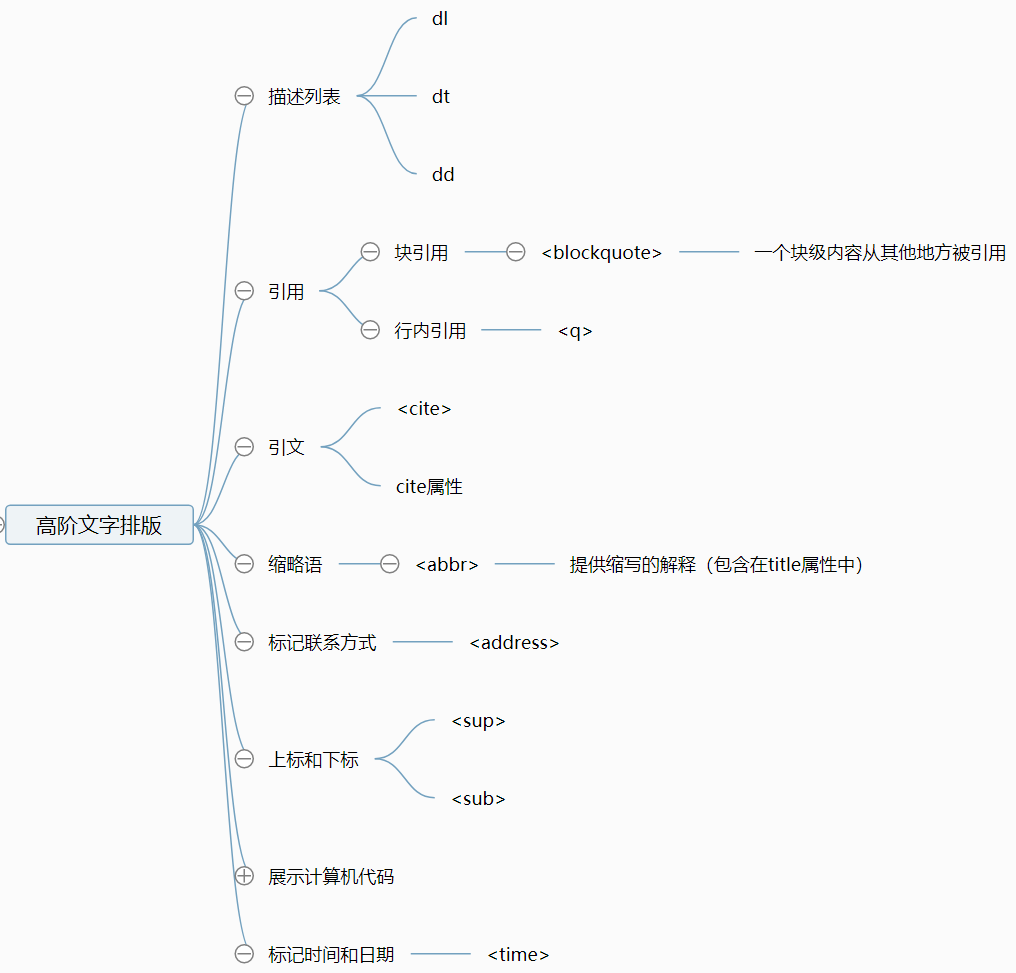 高阶文字排版
描述列表
dl
dt
dd
引用
块引用
<blockquote>
一个块级内容从其他地方被引用
行内引用
<q>
引文
<cite>
cite属性
缩略语
<abbr>
提供缩写的解释（包含在title属性中）
标记联系方式
<address>
上标和下标
<sup>
<sub>
展示计算机代码
标记时间和日期
<time>